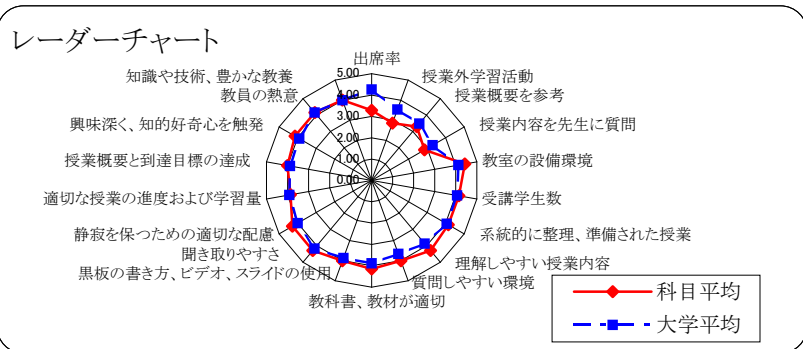 レーダーチャート
出席率
授業外学習活動
授業概要を参考
授業内容を先生に質問
教室の設備環境
受講学生数
系統的に整理、準備された授業
理解しやすい授業内容
質問しやすい環境
教科書、教材が適切
黒板の書き方、ビデオ、スライドの使用
聞き取りやすさ
静寂を保つための適切な配慮
適切な授業の進度および学習量
授業概要と到達目標の達成
興味深く、知的好奇心を触発
教員の熱意
知識や技術、豊かな教養
5.00
4.00
3.00
2.00
1.00
0.00
科目平均
大学平均